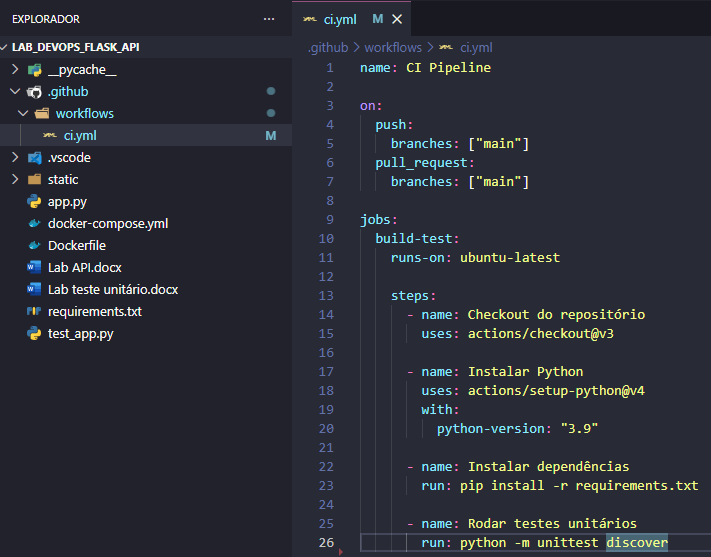 EXPLORADOR ...
LAB_DEVOPS_FLASK_API
__pycache__
.github
workflows
ci.yml M
.vscode
static
app.py
docker-compose.yml
Dockerfile
Lab API.docx
Lab teste unitário.docx
requirements.txt
test_app.py
ci.yml M
.github > workflows > ci.yml
1 name: CI Pipeline
2
3 on:
4 push:
5 branches: ["main"]
6 pull_request:
7 branches: ["main"]
8
9 jobs:
10 build-test:
11 runs-on: ubuntu-latest
12
13 steps:
14 - name: Checkout do repositório
15 uses: actions/checkout@v3
16
17 - name: Instalar Python
18 uses: actions/setup-python@v4
19 with:
20 python-version: "3.9"
21
22 - name: Instalar dependências
23 run: pip install -r requirements.txt
24
25 - name: Rodar testes unitários
26 run: python -m unittest discover